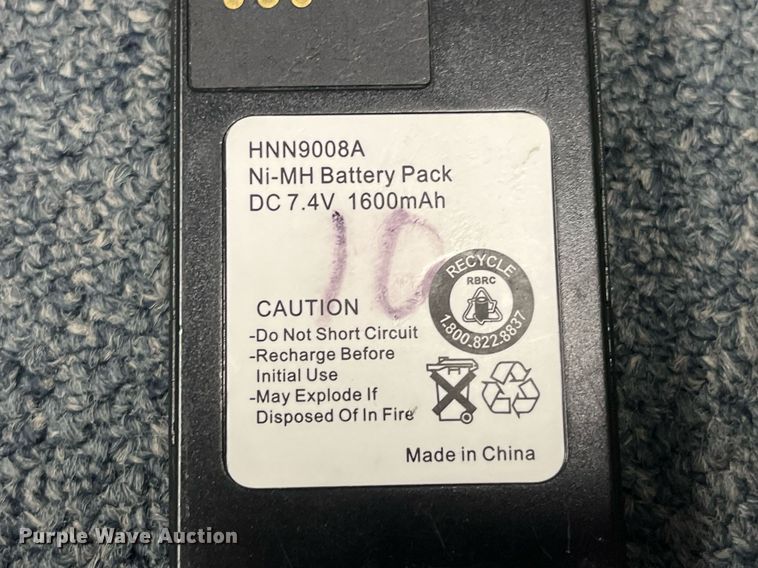 HNN9008A
Ni-MH Battery Pack
DC 7.4V 1600mAh
10
RECYCLE
RBRC
1.800.822.8837
CAUTION
-Do Not Short Circuit
-Recharge Before
Initial Use
-May Explode If
Disposed Of In Fire
Made in China
Purple Wave Auction